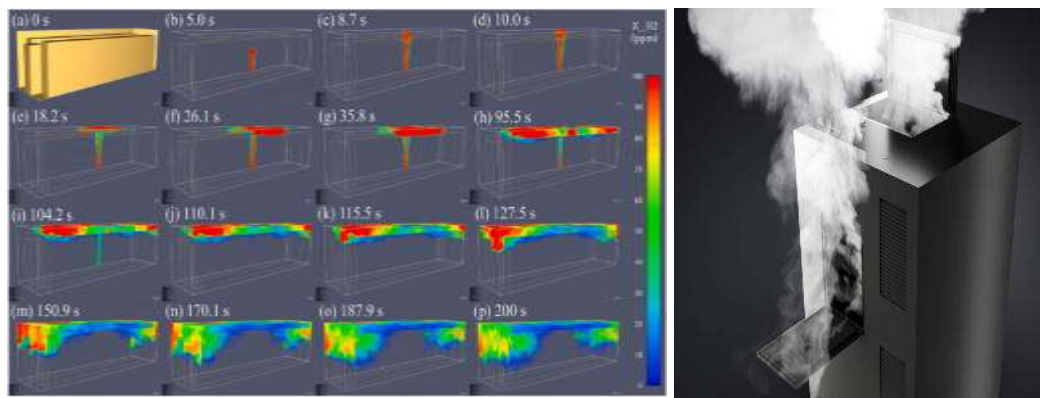 (a) 0 s
(b) 5.0 s
(c) 8.7 s
(d) 10.0 s
X_H2
(ppm)
(e) 18.2 s
(f) 26.1 s
(g) 35.8 s
(h) 95.5 s
(i) 104.2 s
(j) 110.1 s
(k) 115.5 s
(l) 127.5 s
(m) 150.9 s
(n) 170.1 s
(o) 187.9 s
(p) 200 s